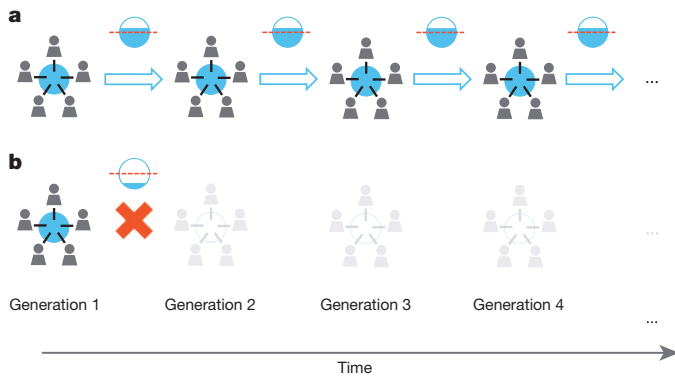 a
...
b
...
Generation 1 Generation 2 Generation 3 Generation 4
...
Time